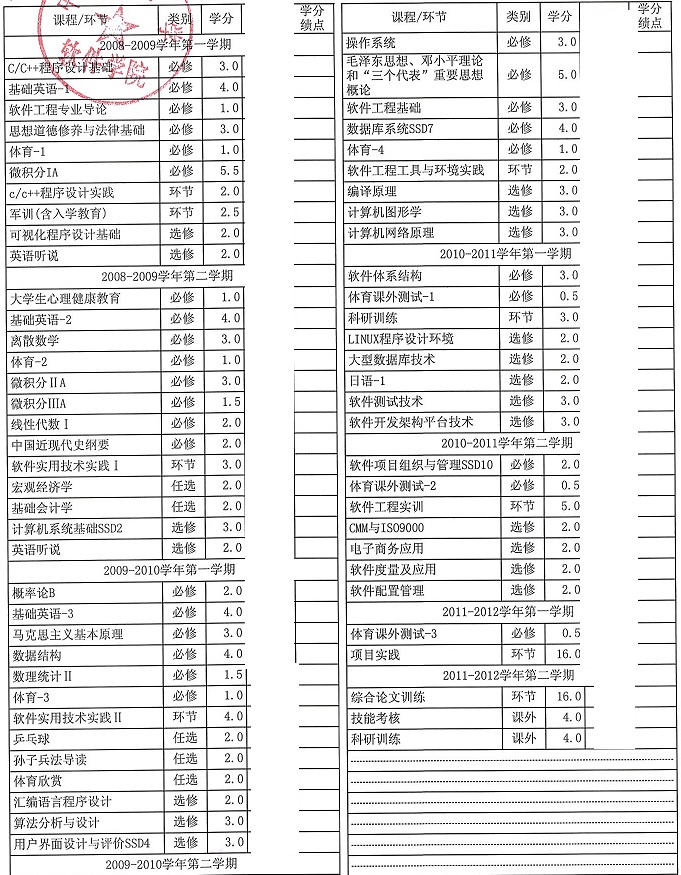 课程/环节 类别 学分 学分绩点
2008-2009学年第一学期
C/C++程序设计基础 必修 3.0
基础英语-1 必修 4.0
软件工程专业导论 必修 1.0
思想道德修养与法律基础 必修 3.0
体育-1 必修 1.0
微积分IA 必修 5.5
c/c++程序设计实践 环节 2.0
军训(含入学教育) 环节 2.5
可视化程序设计基础 选修 2.0
英语听说 选修 2.0
2008-2009学年第二学期
大学生心理健康教育 必修 1.0
基础英语-2 必修 4.0
离散数学 必修 3.0
体育-2 必修 1.0
微积分ⅡA 必修 3.0
微积分ⅢA 必修 1.5
线性代数Ⅰ 必修 2.0
中国近现代史纲要 必修 2.0
软件实用技术实践Ⅰ 环节 3.0
宏观经济学 任选 2.0
基础会计学 任选 2.0
计算机系统基础SSD2 选修 3.0
英语听说 选修 2.0
2009-2010学年第一学期
概率论B 必修 2.0
基础英语-3 必修 4.0
马克思主义基本原理 必修 3.0
数据结构 必修 4.0
数理统计Ⅱ 必修 1.5
体育-3 必修 1.0
软件实用技术实践Ⅱ 环节 4.0
乒乓球 任选 2.0
孙子兵法导读 任选 2.0
体育欣赏 任选 2.0
汇编语言程序设计 选修 2.0
算法分析与设计 选修 3.0
用户界面设计与评价SSD4 选修 3.0
2009-2010学年第二学期
课程/环节 类别 学分 学分绩点
操作系统 必修 3.0
毛泽东思想、邓小平理论
和“三个代表”重要思想 必修 5.0
概论
软件工程基础 必修 3.0
数据库系统SSD7 必修 4.0
体育-4 必修 1.0
软件工程工具与环境实践 环节 2.0
编译原理 选修 3.0
计算机图形学 选修 3.0
计算机网络原理 选修 3.0
2010-2011学年第一学期
软件体系结构 必修 3.0
体育课外测试-1 必修 0.5
科研训练 环节 3.0
LINUX程序设计环境 选修 2.0
大型数据库技术 选修 2.0
日语-1 选修 2.0
软件测试技术 选修 3.0
软件开发架构平台技术 选修 3.0
2010-2011学年第二学期
软件项目组织与管理SSD10 必修 2.0
体育课外测试-2 必修 0.5
软件工程实训 环节 5.0
CMM与ISO9000 选修 2.0
电子商务应用 选修 2.0
软件度量及应用 选修 2.0
软件配置管理 选修 2.0
2011-2012学年第一学期
体育课外测试-3 必修 0.5
项目实践 环节 16.0
2011-2012学年第二学期
综合论文训练 环节 16.0
技能考核 课外 4.0
科研训练 课外 4.0
软件学院